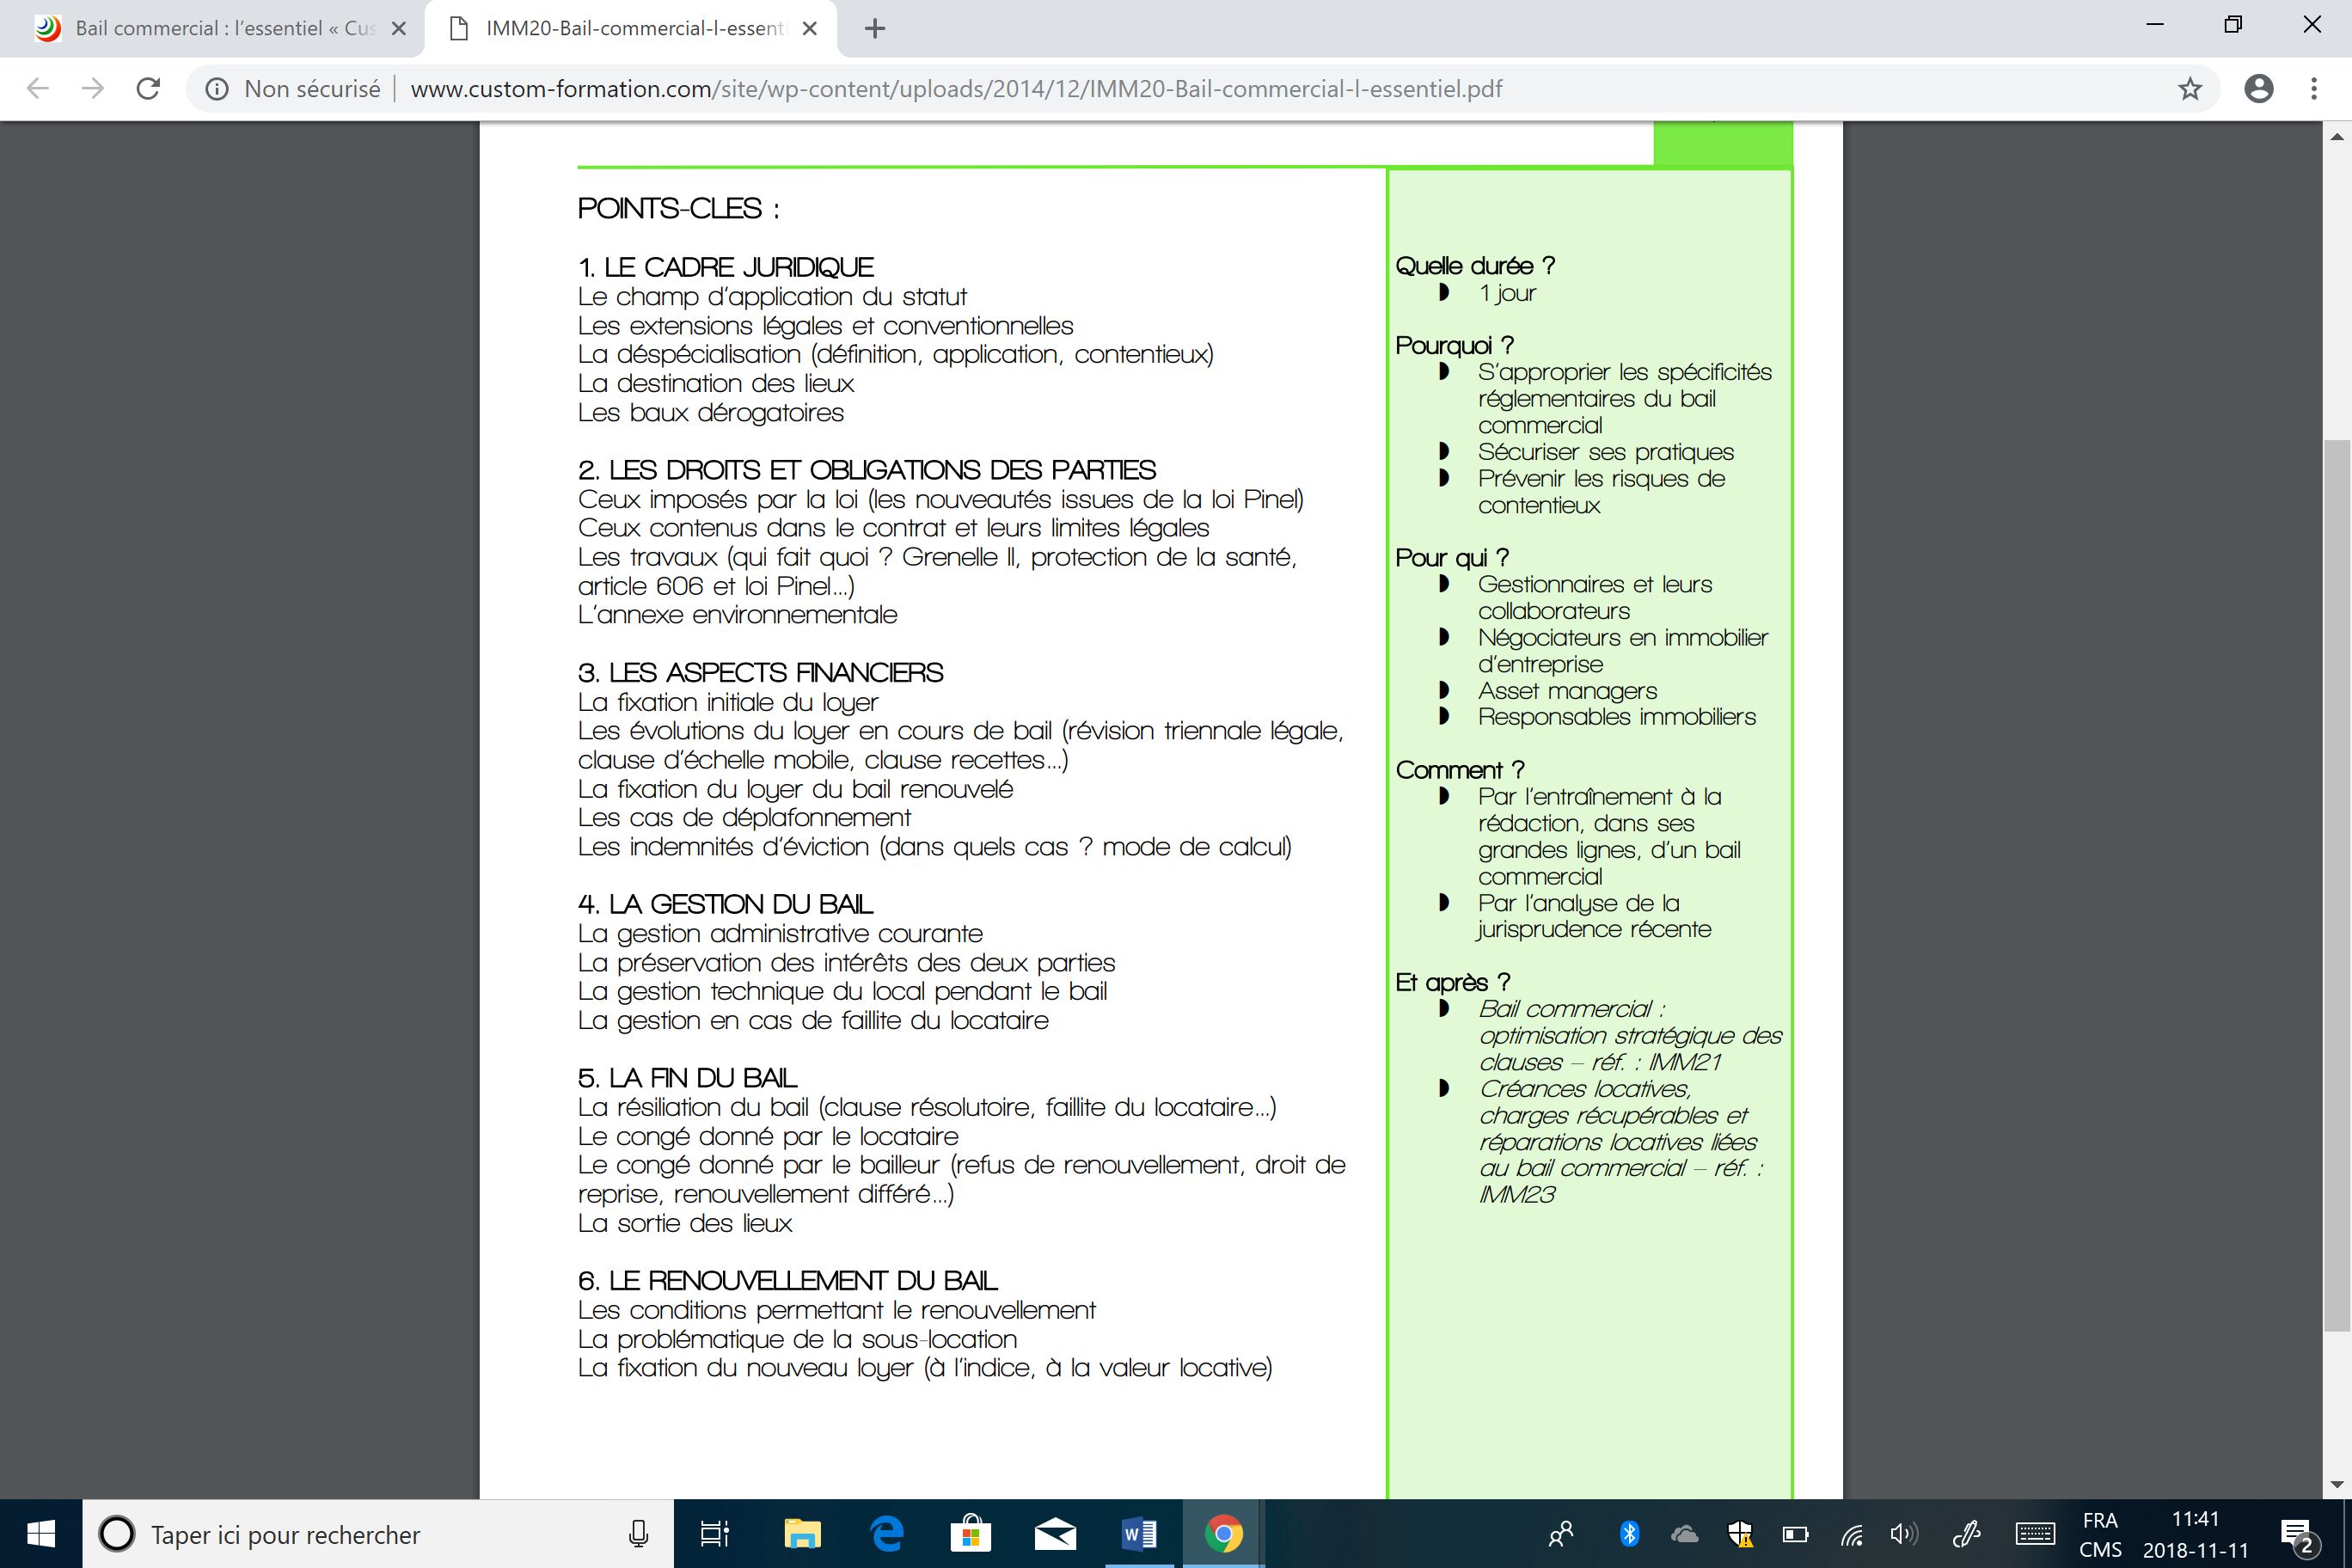 Bail commercial : l'essentiel « Cus
IMM20-Bail-commercial-l-essenti
Non sécurisé
www.custom-formation.com/site/wp-content/uploads/2014/12/IMM20-Bail-commercial-l-essentiel.pdf
POINTS-CLES :
1. LE CADRE JURIDIQUE
Le champ d'application du statut
Les extensions légales et conventionnelles
La déspécialisation (définition, application, contentieux)
La destination des lieux
Les baux dérogatoires
2. LES DROITS ET OBLIGATIONS DES PARTIES
Ceux imposés par la loi (les nouveautés issues de la loi Pinel)
Ceux contenus dans le contrat et leurs limites légales
Les travaux (qui fait quoi ? Grenelle II, protection de la santé,
article 606 et loi Pinel...)
L'annexe environnementale
3. LES ASPECTS FINANCIERS
La fixation initiale du loyer
Les évolutions du loyer en cours de bail (révision triennale légale,
clause d'échelle mobile, clause recettes...)
La fixation du loyer du bail renouvelé
Les cas de déplafonnement
Les indemnités d'éviction (dans quels cas ? mode de calcul)
4. LA GESTION DU BAIL
La gestion administrative courante
La préservation des intérêts des deux parties
La gestion technique du local pendant le bail
La gestion en cas de faillite du locataire
5. LA FIN DU BAIL
La résiliation du bail (clause résolutoire, faillite du locataire...)
Le congé donné par le locataire
Le congé donné par le bailleur (refus de renouvellement, droit de
reprise, renouvellement différé...)
La sortie des lieux
6. LE RENOUVELLEMENT DU BAIL
Les conditions permettant le renouvellement
La problématique de la sous-location
La fixation du nouveau loyer (à l'indice, à la valeur locative)
Quelle durée ?
1 jour
Pourquoi ?
S'approprier les spécificités
réglementaires du bail
commercial
Sécuriser ses pratiques
Prévenir les risques de
contentieux
Pour qui ?
Gestionnaires et leurs
collaborateurs
Négociateurs en immobilier
d'entreprise
Asset managers
Responsables immobiliers
Comment ?
Par l'entraînement à la
rédaction, dans ses
grandes lignes, d'un bail
commercial
Par l'analyse de la
jurisprudence récente
Et après ?
Bail commercial :
optimisation stratégique des
clauses – réf. : IMM21
Créances locatives,
charges récupérables et
réparations locatives liées
au bail commercial – réf. :
IMM23
Taper ici pour rechercher
FRA
CMS
11:41
2018-11-11
2